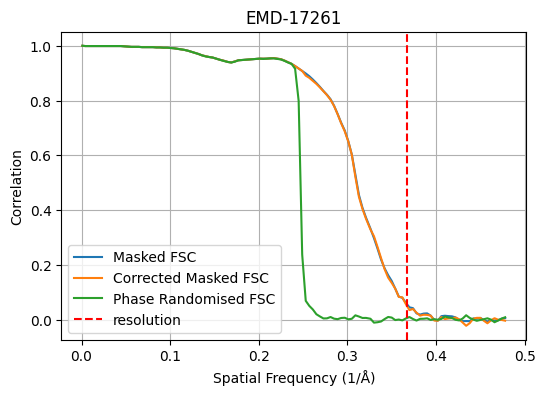 EMD-17261
1.0
0.8
0.6
0.4
0.2
0.0
Correlation
Masked FSC
Corrected Masked FSC
Phase Randomised FSC
resolution
0.0 0.1 0.2 0.3 0.4 0.5
Spatial Frequency (1/Å)